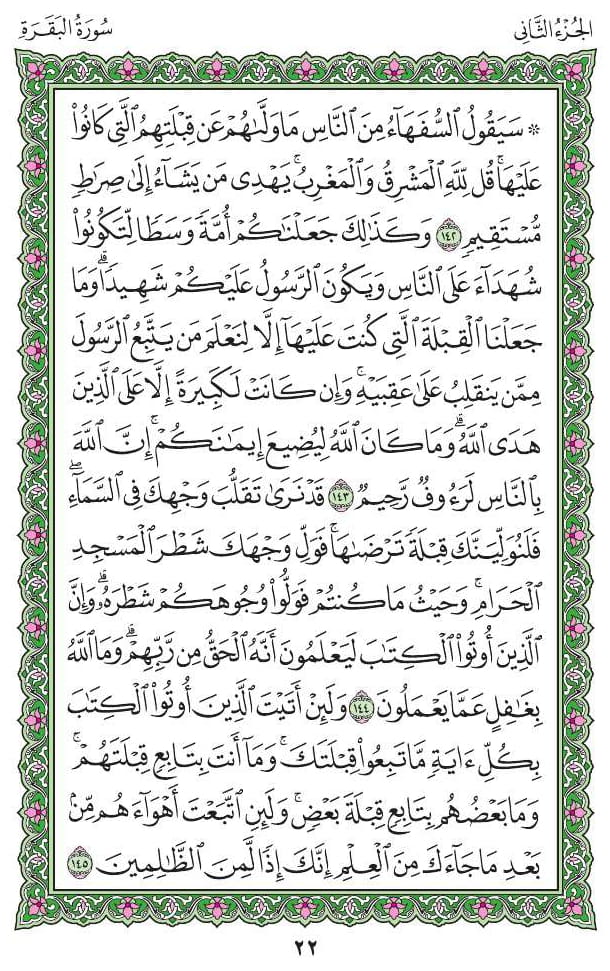 سُورَةُ البَقَرَةِ
الجُزْءُ الثَّانِي
۞ سَيَقُولُ ٱلسُّفَهَآءُ مِنَ ٱلنَّاسِ مَا وَلَّىٰهُمْ عَن قِبْلَتِهِمُ ٱلَّتِى كَانُوا۟
عَلَيْهَا ۚ قُل لِّلَّهِ ٱلْمَشْرِقُ وَٱلْمَغْرِبُ ۚ يَهْدِى مَن يَشَآءُ إِلَىٰ صِرَٰطٍ
مُّسْتَقِيمٍ ١٤٢ وَكَذَٰلِكَ جَعَلْنَٰكُمْ أُمَّةً وَسَطًا لِّتَكُونُوا۟
شُهَدَآءَ عَلَى ٱلنَّاسِ وَيَكُونَ ٱلرَّسُولُ عَلَيْكُمْ شَهِيدًا ۗ وَمَا
جَعَلْنَا ٱلْقِبْلَةَ ٱلَّتِى كُنتَ عَلَيْهَآ إِلَّا لِنَعْلَمَ مَن يَتَّبِعُ ٱلرَّسُولَ
مِمَّن يَنقَلِبُ عَلَىٰ عَقِبَيْهِ ۚ وَإِن كَانَتْ لَكَبِيرَةً إِلَّا عَلَى ٱلَّذِينَ
هَدَى ٱللَّهُ ۗ وَمَا كَانَ ٱللَّهُ لِيُضِيعَ إِيمَٰنَكُمْ ۚ إِنَّ ٱللَّهَ
بِٱلنَّاسِ لَرَءُوفٌ رَّحِيمٌ ١٤٣ قَدْ نَرَىٰ تَقَلُّبَ وَجْهِكَ فِى ٱلسَّمَآءِ ۖ
فَلَنُوَلِّيَنَّكَ قِبْلَةً تَرْضَىٰهَا ۚ فَوَلِّ وَجْهَكَ شَطْرَ ٱلْمَسْجِدِ
ٱلْحَرَامِ ۚ وَحَيْثُ مَا كُنتُمْ فَوَلُّوا۟ وُجُوهَكُمْ شَطْرَهُۥ ۗ وَإِنَّ
ٱلَّذِينَ أُوتُوا۟ ٱلْكِتَٰبَ لَيَعْلَمُونَ أَنَّهُ ٱلْحَقُّ مِن رَّبِّهِمْ ۗ وَمَا ٱللَّهُ
بِغَٰفِلٍ عَمَّا يَعْمَلُونَ ١٤٤ وَلَئِنْ أَتَيْتَ ٱلَّذِينَ أُوتُوا۟ ٱلْكِتَٰبَ
بِكُلِّ ءَايَةٍ مَّا تَبِعُوا۟ قِبْلَتَكَ ۚ وَمَآ أَنتَ بِتَابِعٍ قِبْلَتَهُمْ ۚ
وَمَا بَعْضُهُم بِتَابِعٍ قِبْلَةَ بَعْضٍ ۚ وَلَئِنِ ٱتَّبَعْتَ أَهْوَآءَهُم مِّنۢ
بَعْدِ مَا جَآءَكَ مِنَ ٱلْعِلْمِ إِنَّكَ إِذًا لَّمِنَ ٱلظَّٰلِمِينَ ١٤٥
٢٢